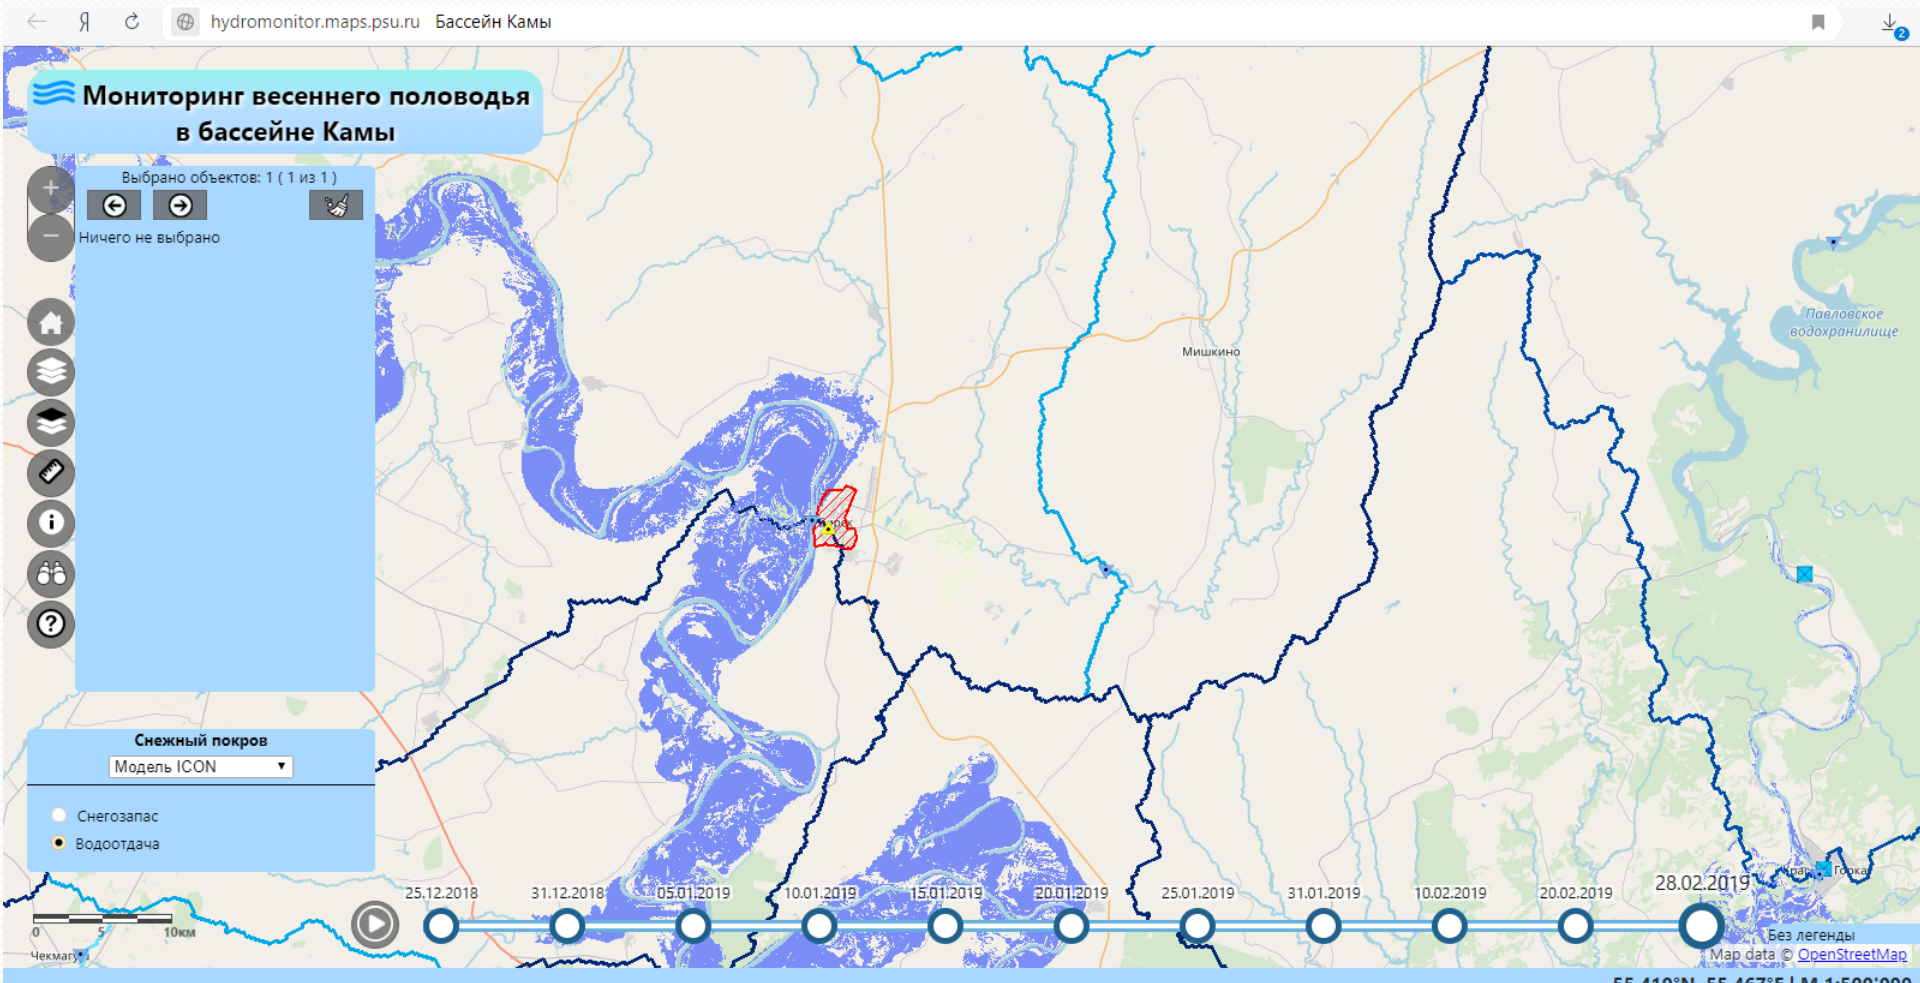 hydromonitor.maps.psu.ru Бассейн Камы
2
Мониторинг весеннего половодья
в бассейне Камы
Выбрано объектов: 1 ( 1 из 1 )
Ничего не выбрано
Мишкино
Павловское
водохранилище
Снежный покров
Модель ICON
Снегозапас
Водоотдача
25.12.2018 31.12.2018 05.01.2019 10.01.2019 15.01.2019 20.01.2019 25.01.2019 31.01.2019 10.02.2019 20.02.2019 28.02.2019
Горка
0 5 10км
Без легенды
Map data © OpenStreetMap